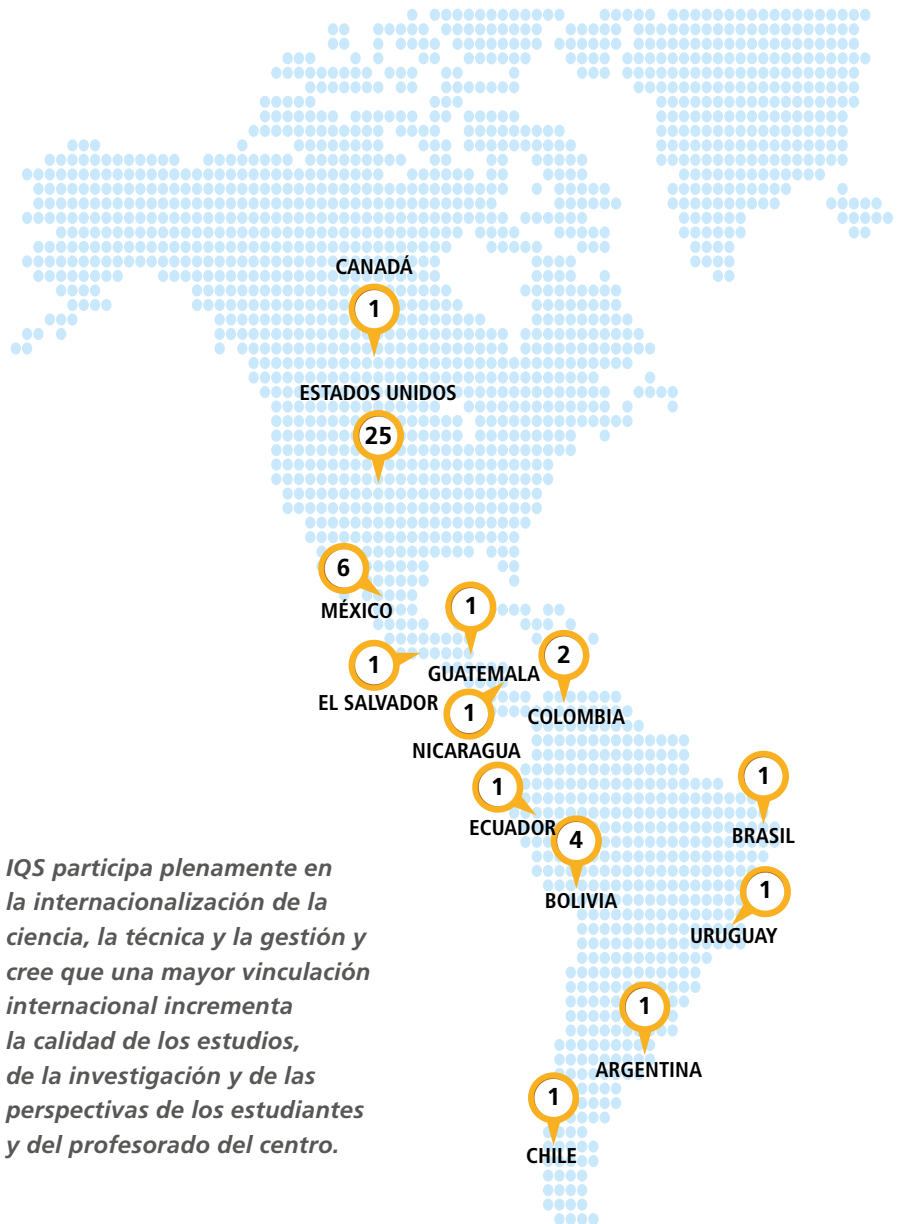 CANADÁ
1
ESTADOS UNIDOS
25
6
MÉXICO
1
GUATEMALA
1
EL SALVADOR
2
COLOMBIA
1
NICARAGUA
1
ECUADOR
4
BOLIVIA
1
BRASIL
1
URUGUAY
1
ARGENTINA
1
CHILE
IQS participa plenamente en
la internacionalización de la
ciencia, la técnica y la gestión y
cree que una mayor vinculación
internacional incrementa
la calidad de los estudios,
de la investigación y de las
perspectivas de los estudiantes
y del profesorado del centro.